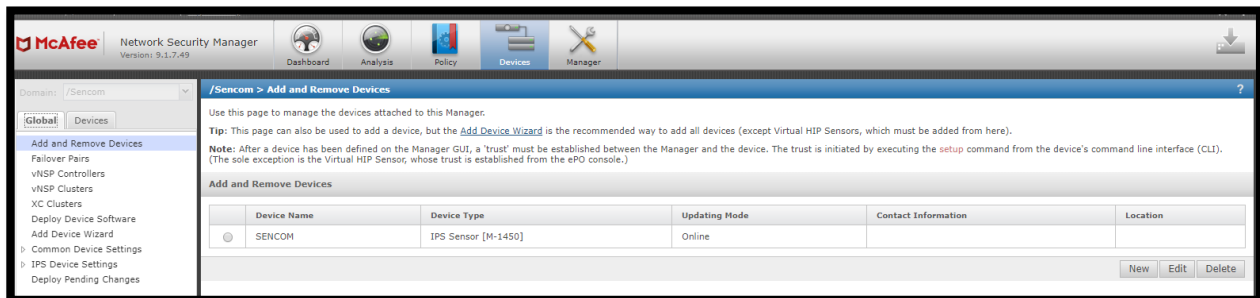 McAfee
Network Security Manager
Version: 9.1.7.49
Dashboard
Analysis
Policy
Devices
Manager
Domain: /Sencom
Global
Devices
Add and Remove Devices
Failover Pairs
vNSP Controllers
vNSP Clusters
XC Clusters
Deploy Device Software
Add Device Wizard
Common Device Settings
IPS Device Settings
Deploy Pending Changes
/Sencom > Add and Remove Devices
?
Use this page to manage the devices attached to this Manager.
Tip: This page can also be used to add a device, but the Add Device Wizard is the recommended way to add all devices (except Virtual HIP Sensors, which must be added from here).
Note: After a device has been defined on the Manager GUI, a 'trust' must be established between the Manager and the device. The trust is initiated by executing the setup command from the device's command line interface (CLI).
(The sole exception is the Virtual HIP Sensor, whose trust is established from the ePO console.)
Add and Remove Devices
Device Name Device Type Updating Mode Contact Information Location
SENCOM IPS Sensor [M-1450] Online
New Edit Delete